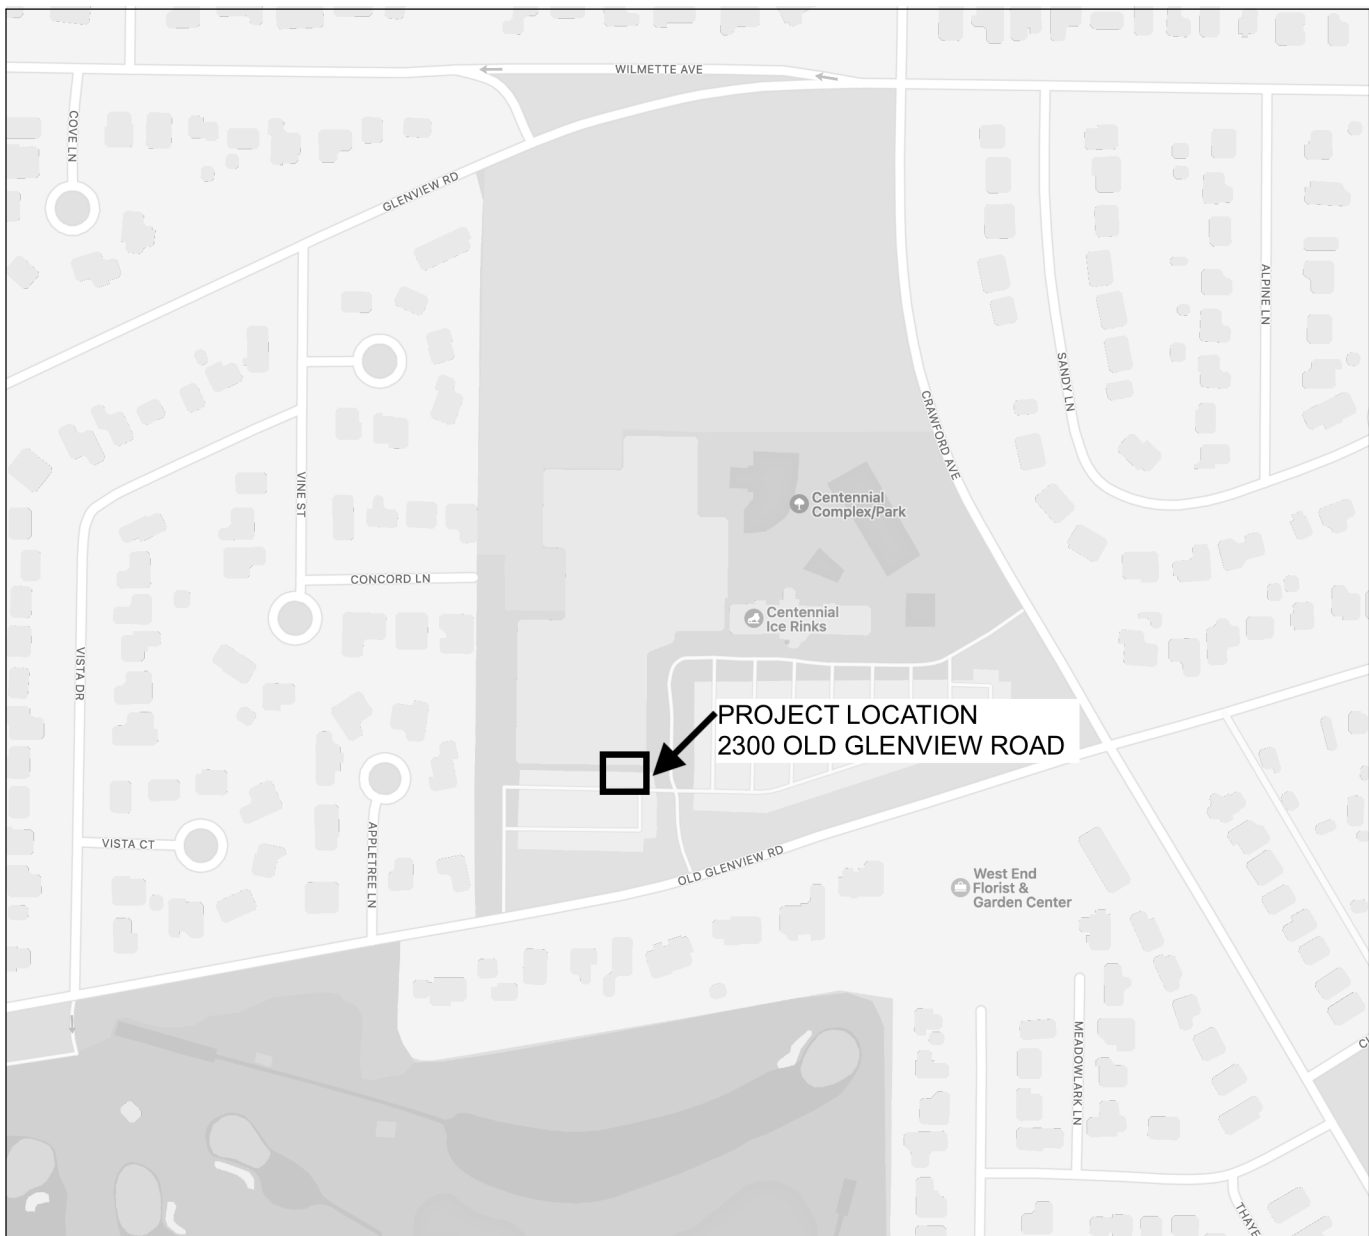 WILMETTE AVE
COVE LN
GLENVIEW RD
ALPINE LN
SANDY LN
CRAWFORD AVE
VINE ST
Centennial
Complex/Park
CONCORD LN
Centennial
Ice Rinks
VISTA DR
PROJECT LOCATION
2300 OLD GLENVIEW ROAD
VISTA CT
APPLETREE LN
OLD GLENVIEW RD
West End
Florist &
Garden Center
MEADOWLARK LN
THAYE